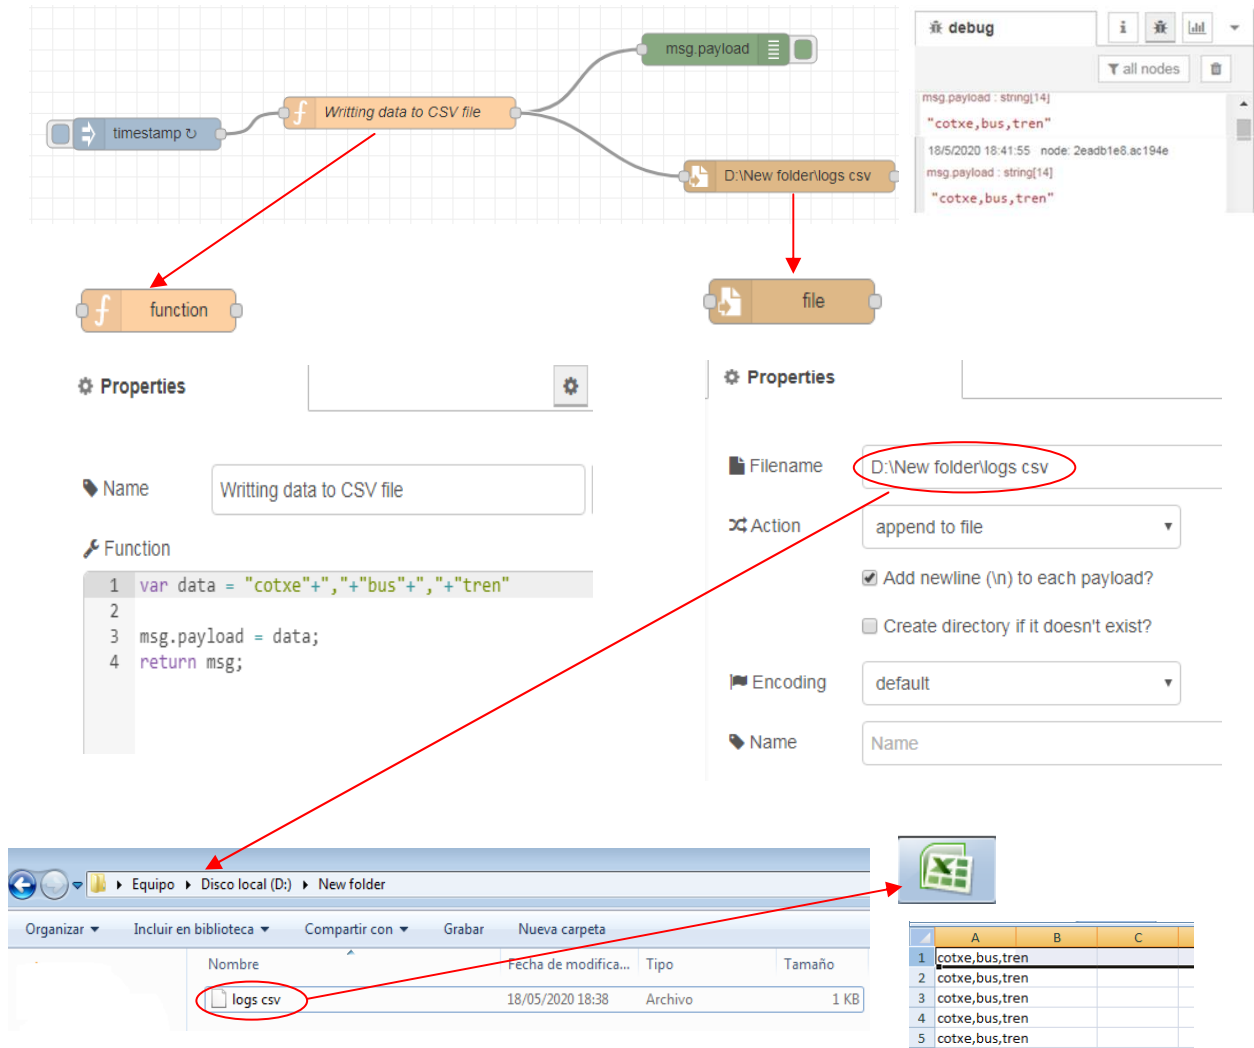 msg.payload
timestamp ↻
Writting data to CSV file
D:\New folder\logs csv
debug
i
all nodes
msg.payload : string[14]
"cotxe,bus,tren"
18/5/2020 18:41:55 node: 2eadb1e8.ac194e
msg.payload : string[14]
"cotxe,bus,tren"
function
file
Properties
Name
Writting data to CSV file
Function
1 var data = "cotxe"+","+"bus"+","+"tren"
2
3 msg.payload = data;
4 return msg;
Properties
Filename
D:\New folder\logs csv
Action
append to file
Add newline (\n) to each payload?
Create directory if it doesn't exist?
Encoding
default
Name
Name
Equipo
Disco local (D:)
New folder
Organizar
Incluir en biblioteca
Compartir con
Grabar
Nueva carpeta
Nombre
Fecha de modifica...
Tipo
Tamaño
logs csv
18/05/2020 18:38
Archivo
1 KB
A B C
1 cotxe,bus,tren
2 cotxe,bus,tren
3 cotxe,bus,tren
4 cotxe,bus,tren
5 cotxe,bus,tren